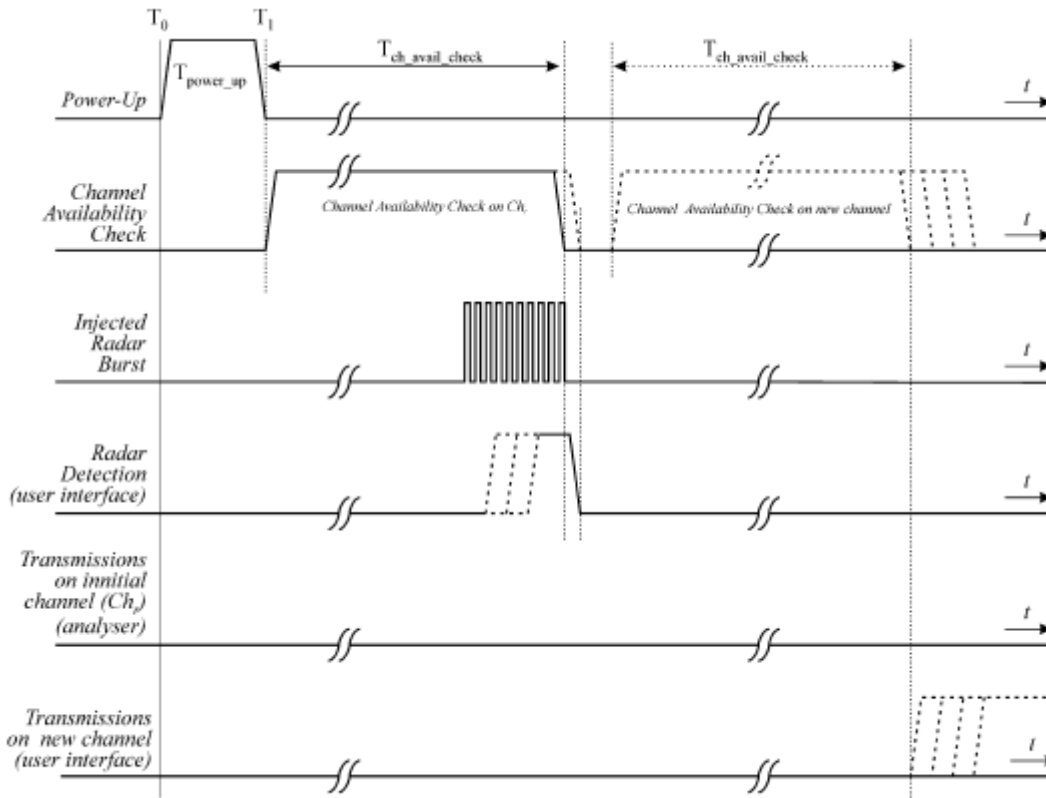 T0 T1
Tch_avail_check Tch_avail_check
Tpower_up
Power-Up t
Channel
Availability
Check
Channel Availability Check on Chr
Channel Availability Check on new channel
t
Injected
Radar
Burst
t
Radar
Detection
(user interface)
t
Transmissions
on innitial
channel (Chr)
(analyser)
t
Transmissions
on new channel
(user interface)
t